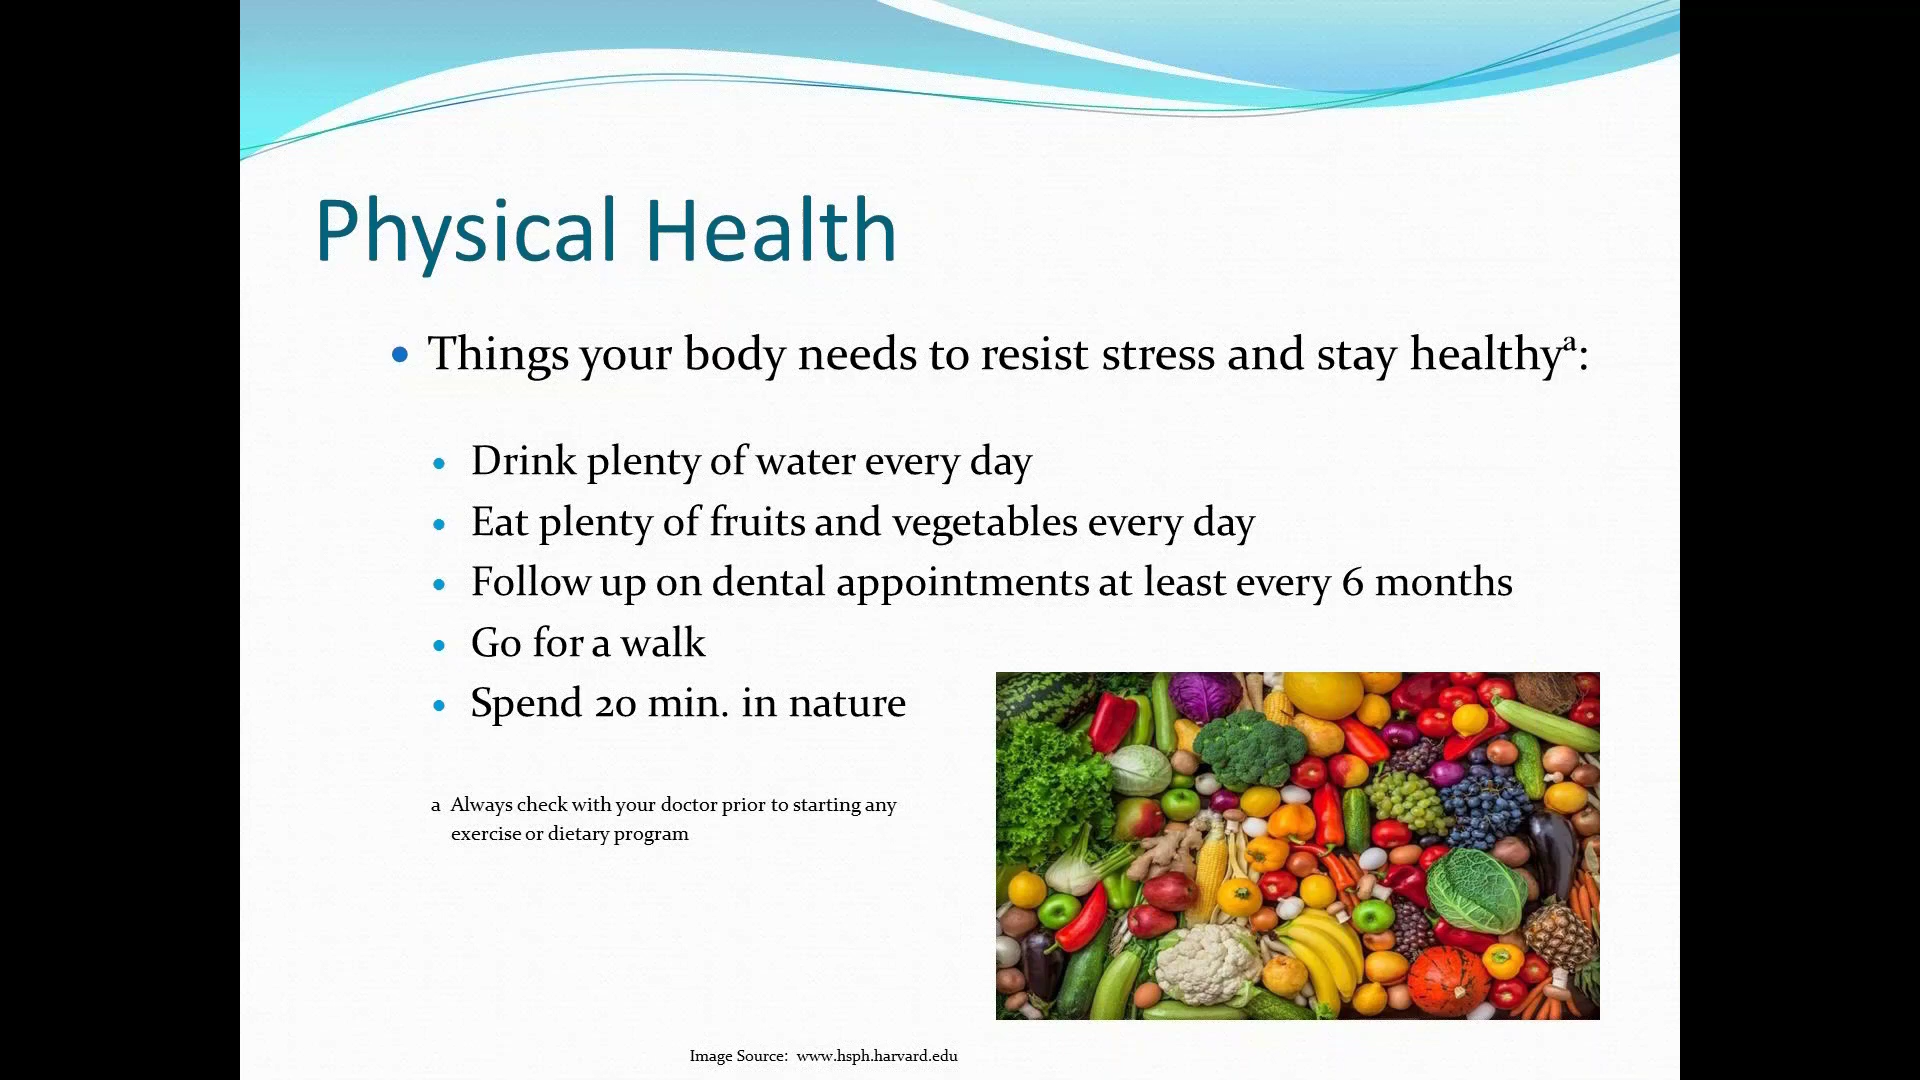 Physical Health
• Things your body needs to resist stress and stay healthyᵃ:
• Drink plenty of water every day
• Eat plenty of fruits and vegetables every day
• Follow up on dental appointments at least every 6 months
• Go for a walk
• Spend 20 min. in nature
a Always check with your doctor prior to starting any
exercise or dietary program
Image Source: www.hsph.harvard.edu